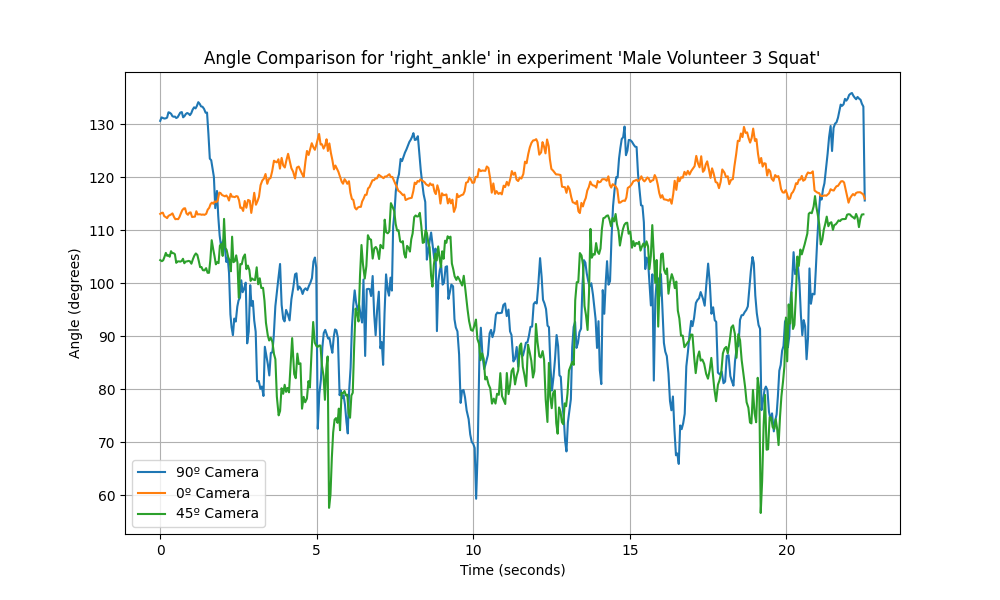 Angle Comparison for 'right_ankle' in experiment 'Male Volunteer 3 Squat'
130
120
110
100
90
80
70
60
Angle (degrees)
90º Camera
0º Camera
45º Camera
0
5
10
15
20
Time (seconds)